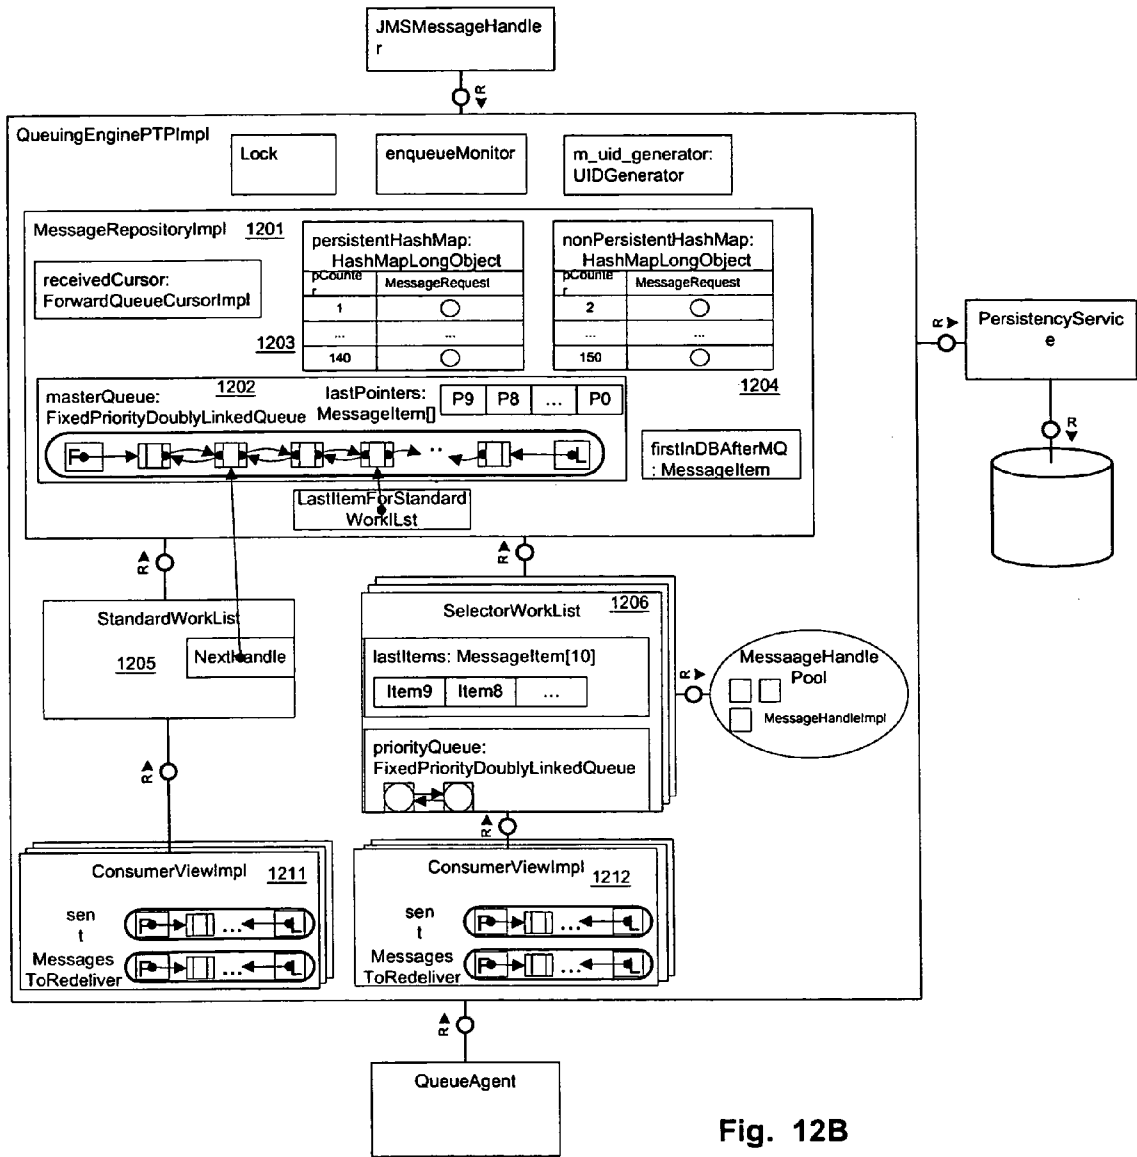 JMSMessageHandle
r
R
QueuingEnginePTPImpl
Lock
enqueueMonitor
m_uid_generator:
UIDGenerator
MessageRepositoryImpl 1201
receivedCursor:
ForwardQueueCursorImpl
1203
persistentHashMap:
HashMapLongObject
pCounte
r
MessageRequest
1
... ...
140
nonPersistentHashMap:
HashMapLongObject
pCounte
r
MessageRequest
2
... ...
150
1204
R
PersistencyServic
e
R
1202
masterQueue:
FixedPriorityDoublyLinkedQueue
lastPointers:
MessageItem[]
P9 P8 ... P0
F .. L
firstInDBAfterMQ
: MessageItem
LastItemForStandard
WorkILst
R
R
StandardWorkList
1205
NextHandle
SelectorWorkList 1206
lastItems: MessageItem[10]
Item9 Item8 ...
priorityQueue:
FixedPriorityDoublyLinkedQueue
R
MessaageHandle
Pool
MessageHandleImpl
R
R
ConsumerViewImpl 1211
sen
t
F ... L
Messages
ToRedeliver
F ... L
ConsumerViewImpl 1212
sen
t
F ... L
Messages
ToRedeliver
F ... L
R
QueueAgent
Fig. 12B